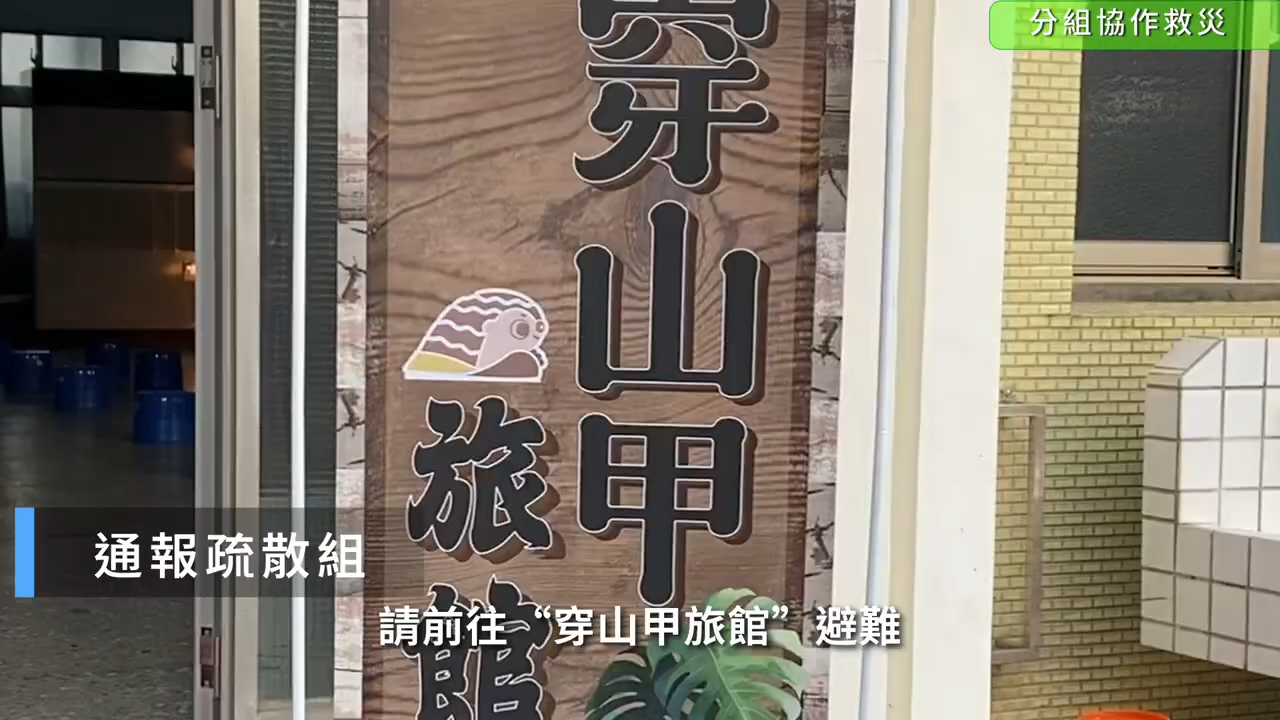 分組協作救災
穿山甲
旅館
通報疏散組
請前往“穿山甲旅館”避難